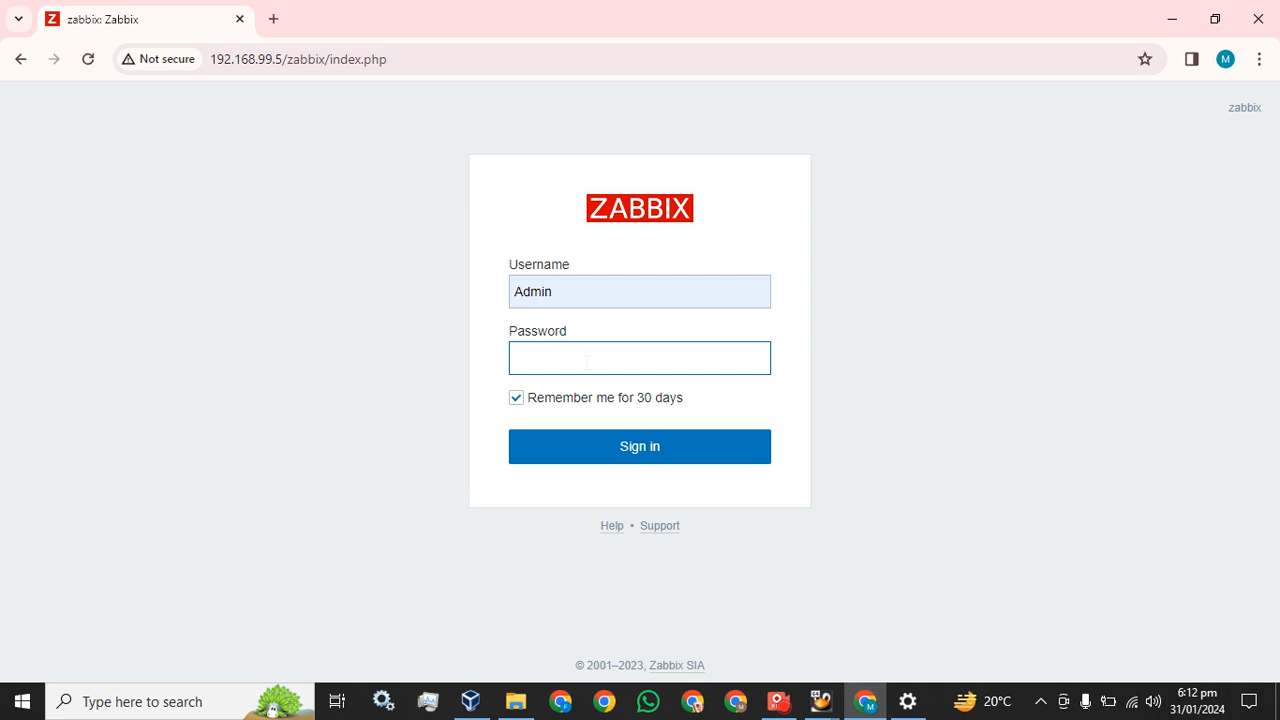 zabbix: Zabbix
Not secure
192.168.99.5/zabbix/index.php
M
zabbix
ZABBIX
Username
Admin
Password
Remember me for 30 days
Sign in
Help • Support
© 2001–2023, Zabbix SIA
Type here to search
20°C
6:12 pm
31/01/2024